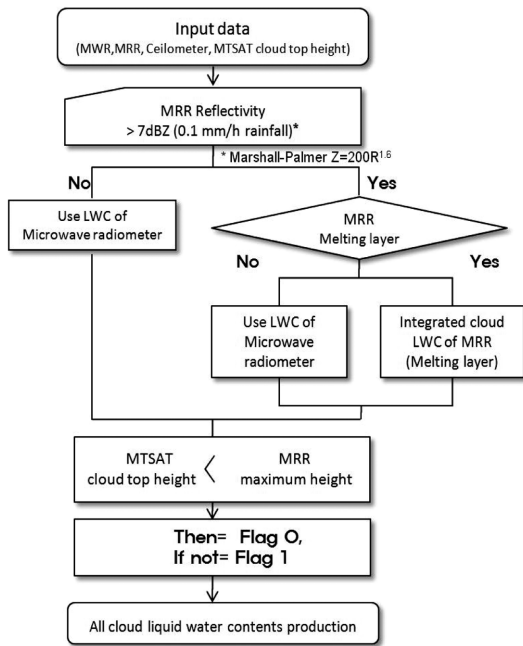 Input data
(MWR,MRR, Ceilometer, MTSAT cloud top height)
MRR Reflectivity
> 7dBZ (0.1 mm/h rainfall)*
* Marshall-Palmer Z=200R^1.6
No
Yes
Use LWC of
Microwave radiometer
MRR
Melting layer
No
Yes
Use LWC of
Microwave
radiometer
Integrated cloud
LWC of MRR
(Melting layer)
MTSAT
cloud top height
<
MRR
maximum height
Then= Flag 0,
If not= Flag 1
All cloud liquid water contents production